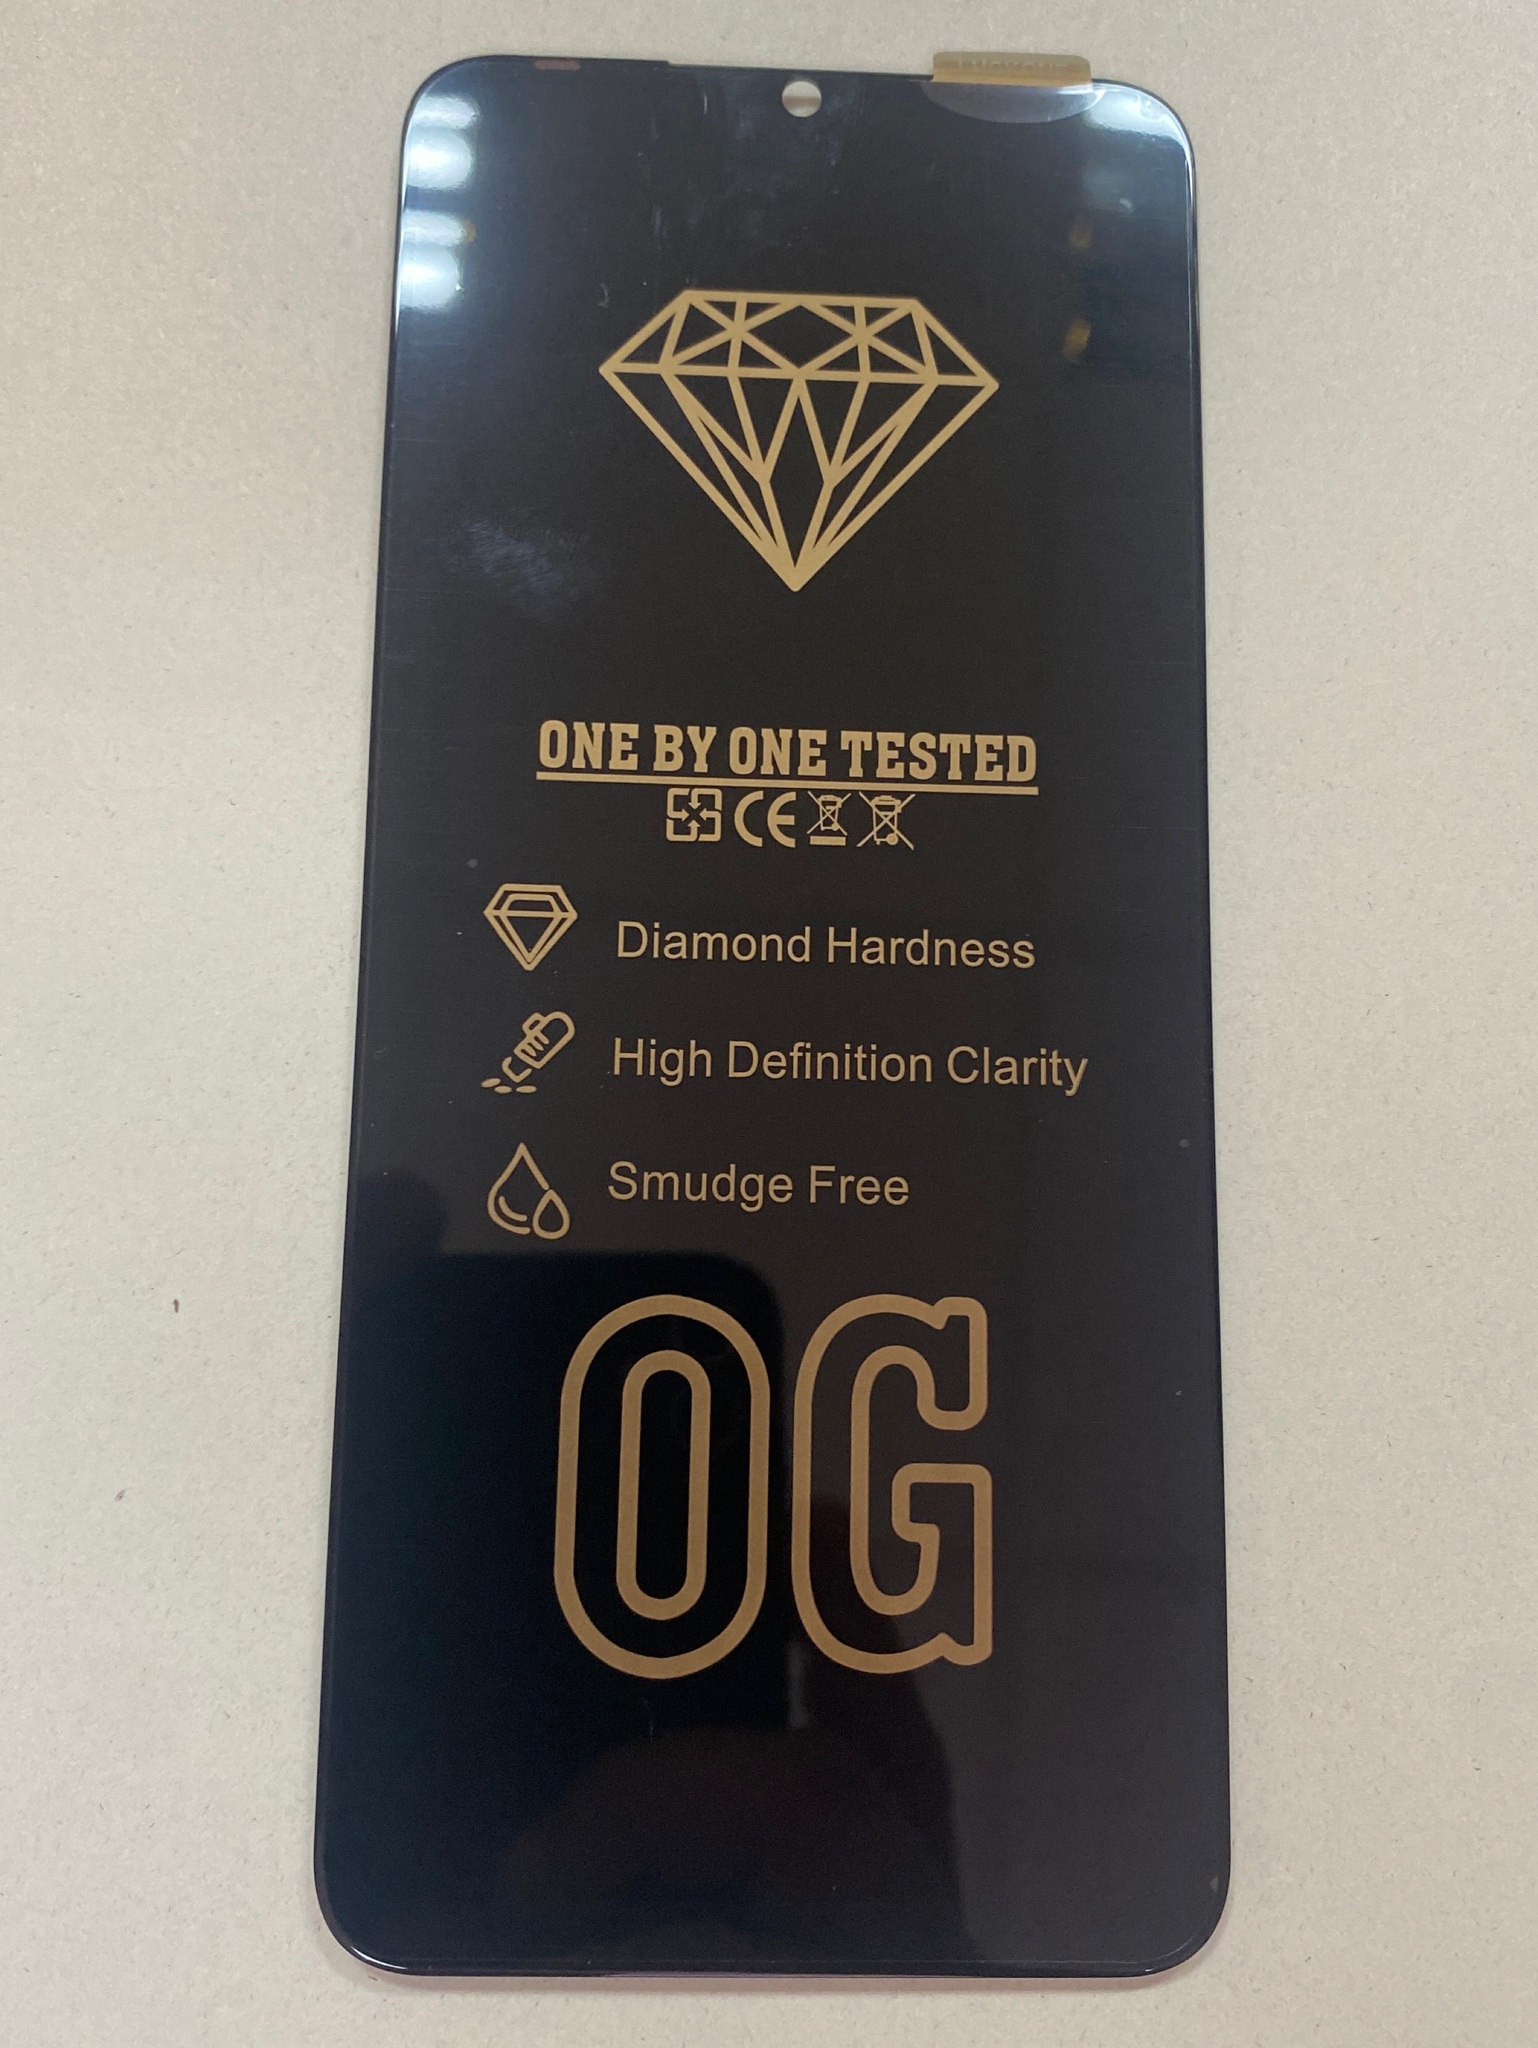 ONE BY ONE TESTED
CE
Diamond Hardness
High Definition Clarity
Smudge Free
OG